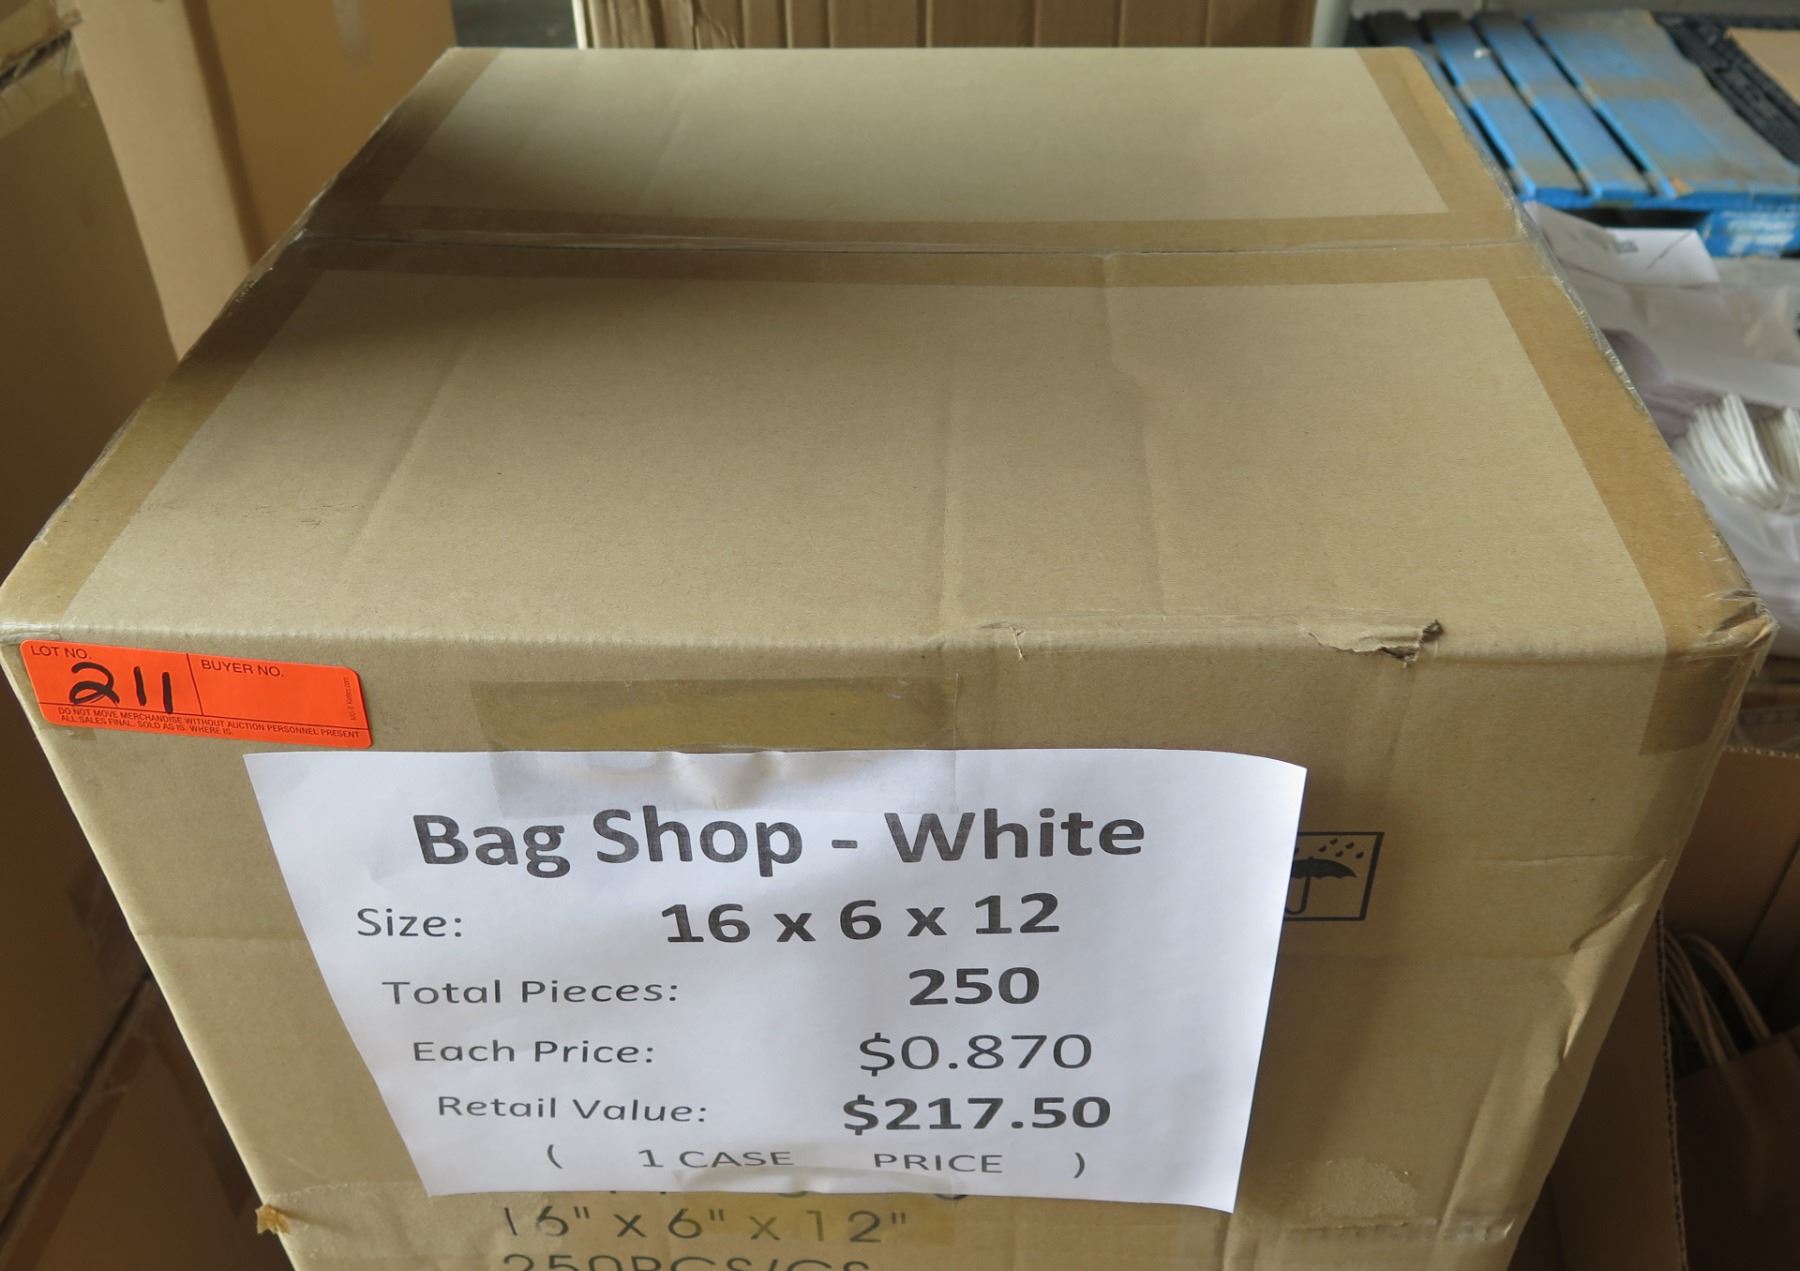 LOT NO.
211
BUYER NO.
DO NOT MOVE MERCHANDISE WITHOUT AUCTION PERSONNEL PRESENT
ALL SALES FINAL. SOLD AS IS, WHERE IS.
Bag Shop - White
Size: 16 x 6 x 12
Total Pieces: 250
Each Price: $0.870
Retail Value: $217.50
( 1 CASE PRICE )
16" x 6" x 12"
250PCS/CS